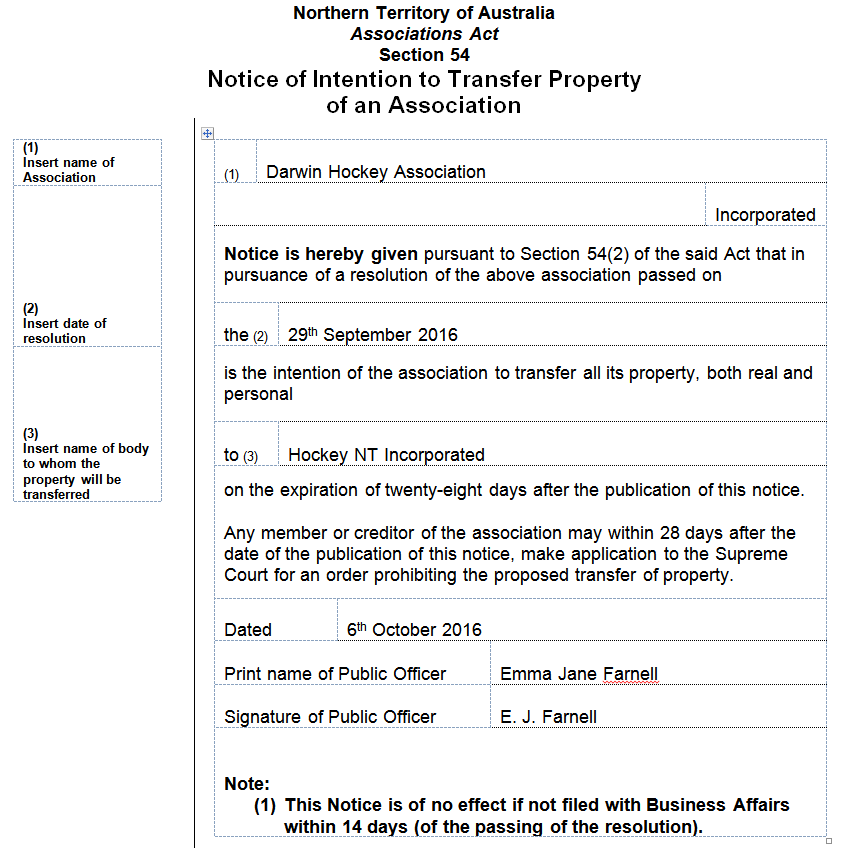 Northern Territory of Australia
Associations Act
Section 54
Notice of Intention to Transfer Property
of an Association
(1)
Insert name of
Association
(1) Darwin Hockey Association
Incorporated
Notice is hereby given pursuant to Section 54(2) of the said Act that in
pursuance of a resolution of the above association passed on
(2)
Insert date of
resolution
the (2) 29th September 2016
is the intention of the association to transfer all its property, both real and
personal
(3)
Insert name of body
to whom the
property will be
transferred
to (3) Hockey NT Incorporated
on the expiration of twenty-eight days after the publication of this notice.
Any member or creditor of the association may within 28 days after the
date of the publication of this notice, make application to the Supreme
Court for an order prohibiting the proposed transfer of property.
Dated 6th October 2016
Print name of Public Officer Emma Jane Farnell
Signature of Public Officer E. J. Farnell
Note:
(1) This Notice is of no effect if not filed with Business Affairs
within 14 days (of the passing of the resolution).